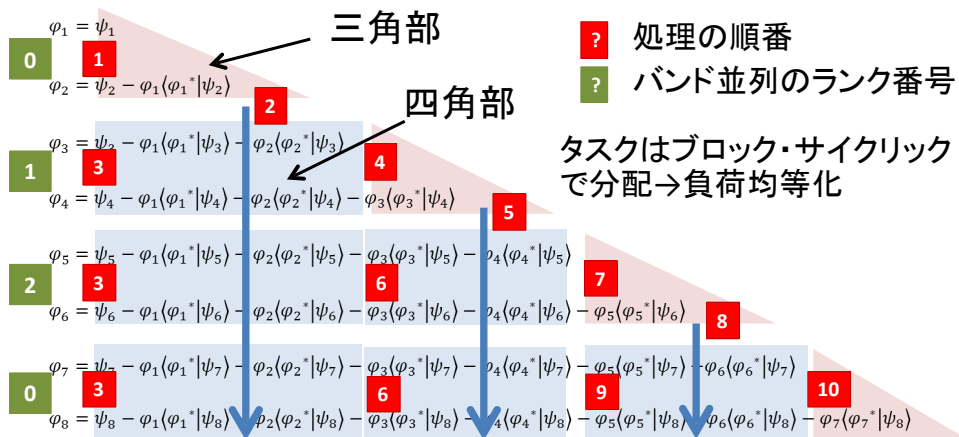 φ₁ = ψ₁
三角部
? 処理の順番
0 1
? バンド並列のランク番号
φ₂ = ψ₂ − φ₁⟨φ₁*|ψ₂⟩
2
四角部
φ₃ = ψ₃ − φ₁⟨φ₁*|ψ₃⟩ − φ₂⟨φ₂*|ψ₃⟩
タスクはブロック・サイクリック
1 3 4
で分配→負荷均等化
φ₄ = ψ₄ − φ₁⟨φ₁*|ψ₄⟩ − φ₂⟨φ₂*|ψ₄⟩ − φ₃⟨φ₃*|ψ₄⟩
5
φ₅ = ψ₅ − φ₁⟨φ₁*|ψ₅⟩ − φ₂⟨φ₂*|ψ₅⟩ − φ₃⟨φ₃*|ψ₅⟩ − φ₄⟨φ₄*|ψ₅⟩
2 3 6 7
φ₆ = ψ₆ − φ₁⟨φ₁*|ψ₆⟩ − φ₂⟨φ₂*|ψ₆⟩ − φ₃⟨φ₃*|ψ₆⟩ − φ₄⟨φ₄*|ψ₆⟩ − φ₅⟨φ₅*|ψ₆⟩
8
φ₇ = ψ₇ − φ₁⟨φ₁*|ψ₇⟩ − φ₂⟨φ₂*|ψ₇⟩ − φ₃⟨φ₃*|ψ₇⟩ − φ₄⟨φ₄*|ψ₇⟩ − φ₅⟨φ₅*|ψ₇⟩ − φ₆⟨φ₆*|ψ₇⟩
0 3 6 9 10
φ₈ = ψ₈ − φ₁⟨φ₁*|ψ₈⟩ − φ₂⟨φ₂*|ψ₈⟩ − φ₃⟨φ₃*|ψ₈⟩ − φ₄⟨φ₄*|ψ₈⟩ − φ₅⟨φ₅*|ψ₈⟩ − φ₆⟨φ₆*|ψ₈⟩ − φ₇⟨φ₇*|ψ₈⟩